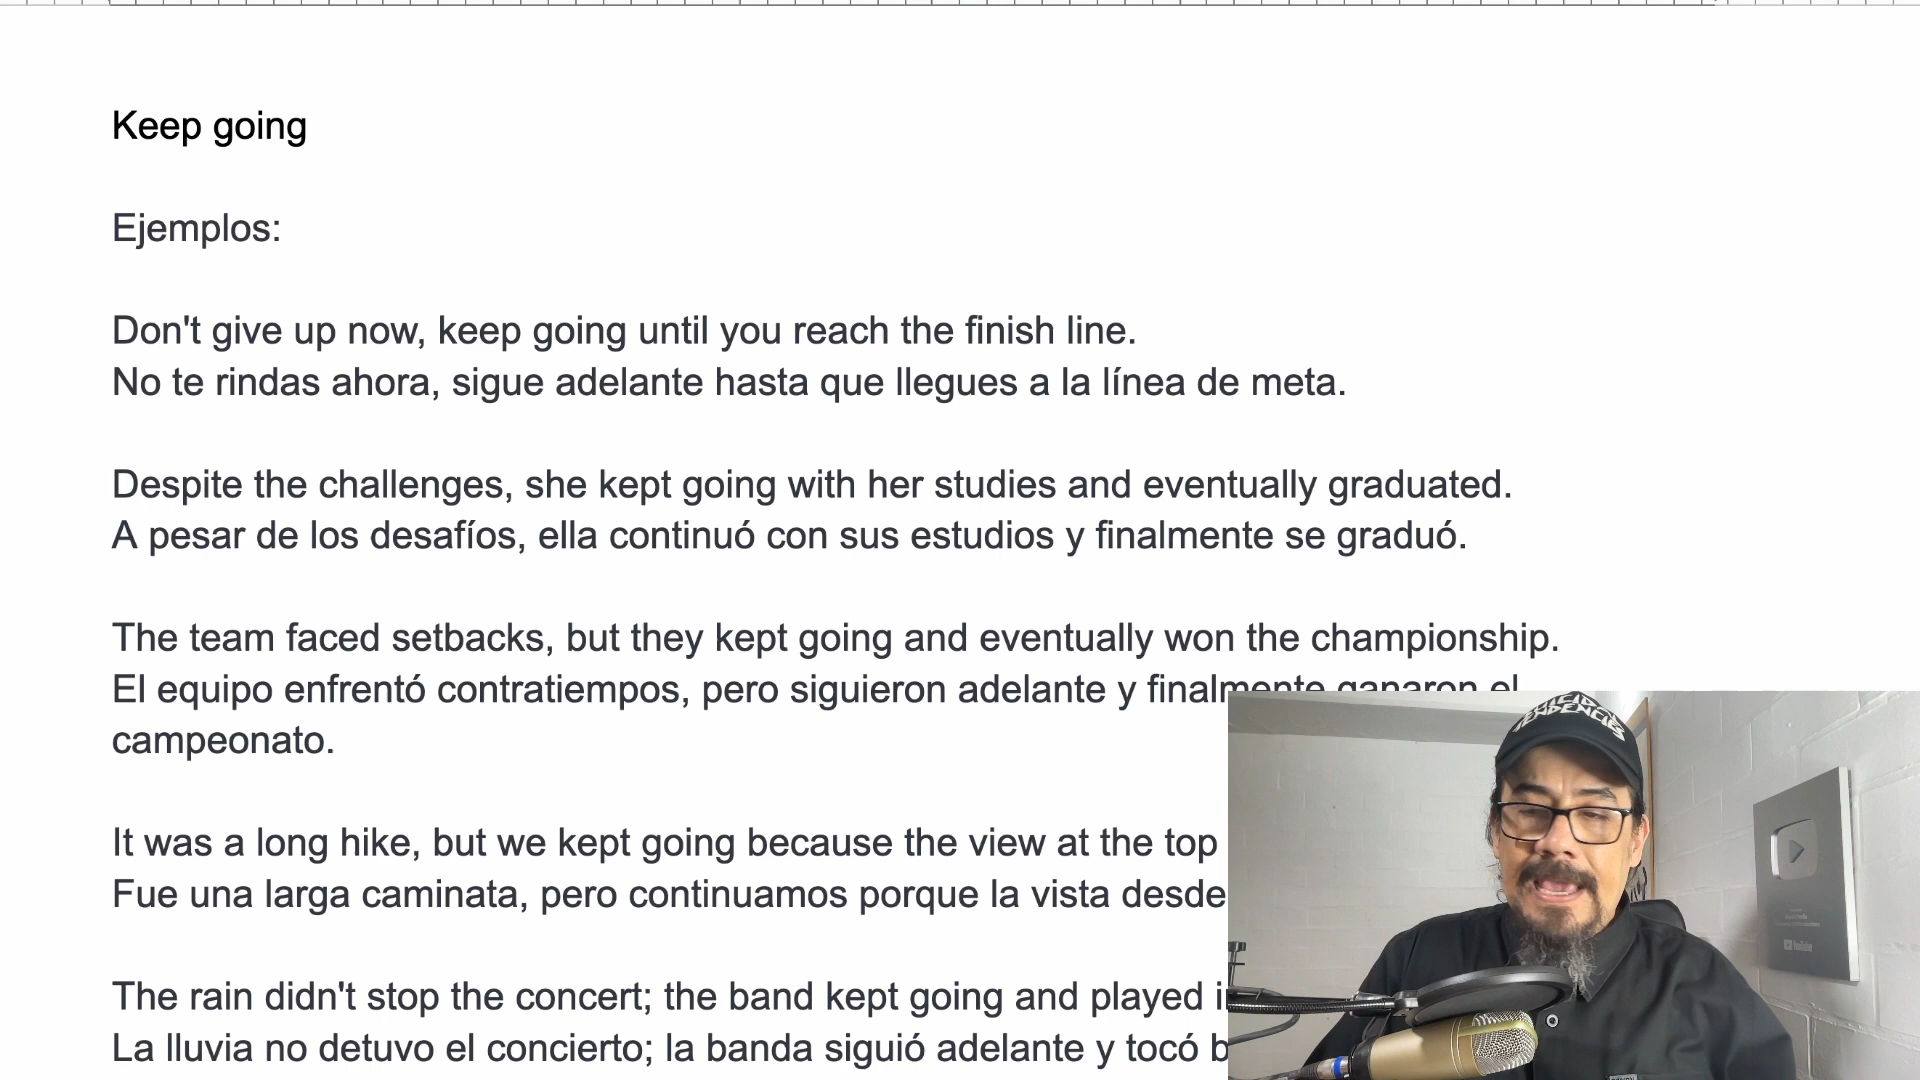 Keep going
Ejemplos:
Don't give up now, keep going until you reach the finish line.
No te rindas ahora, sigue adelante hasta que llegues a la línea de meta.
Despite the challenges, she kept going with her studies and eventually graduated.
A pesar de los desafíos, ella continuó con sus estudios y finalmente se graduó.
The team faced setbacks, but they kept going and eventually won the championship.
El equipo enfrentó contratiempos, pero siguieron adelante y finalmente ganaron el
campeonato.
It was a long hike, but we kept going because the view at the top
Fue una larga caminata, pero continuamos porque la vista desde
The rain didn't stop the concert; the band kept going and played
La lluvia no detuvo el concierto; la banda siguió adelante y tocó
TENDENCIES
YouTube